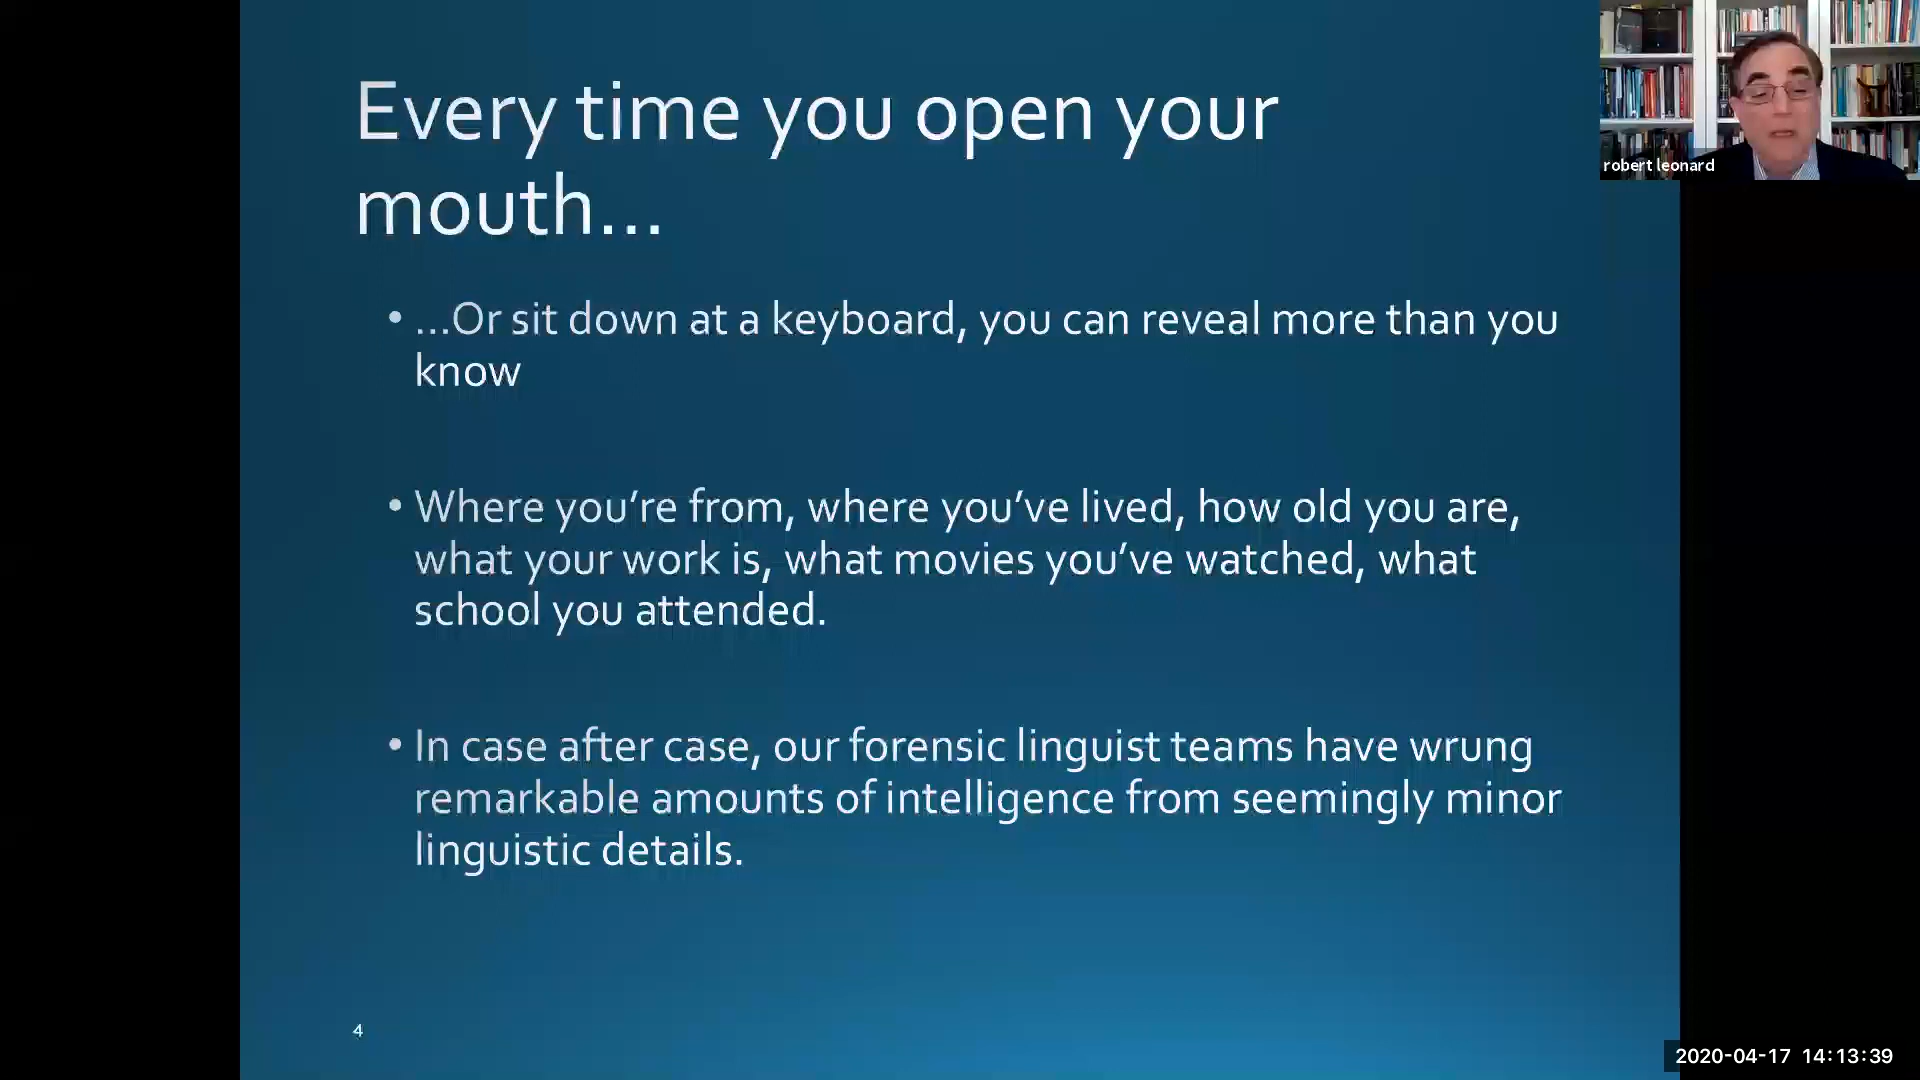 Every time you open your
mouth...
• ...Or sit down at a keyboard, you can reveal more than you
know
• Where you’re from, where you’ve lived, how old you are,
what your work is, what movies you’ve watched, what
school you attended.
• In case after case, our forensic linguist teams have wrung
remarkable amounts of intelligence from seemingly minor
linguistic details.
4
robert leonard
2020-04-17 14:13:39